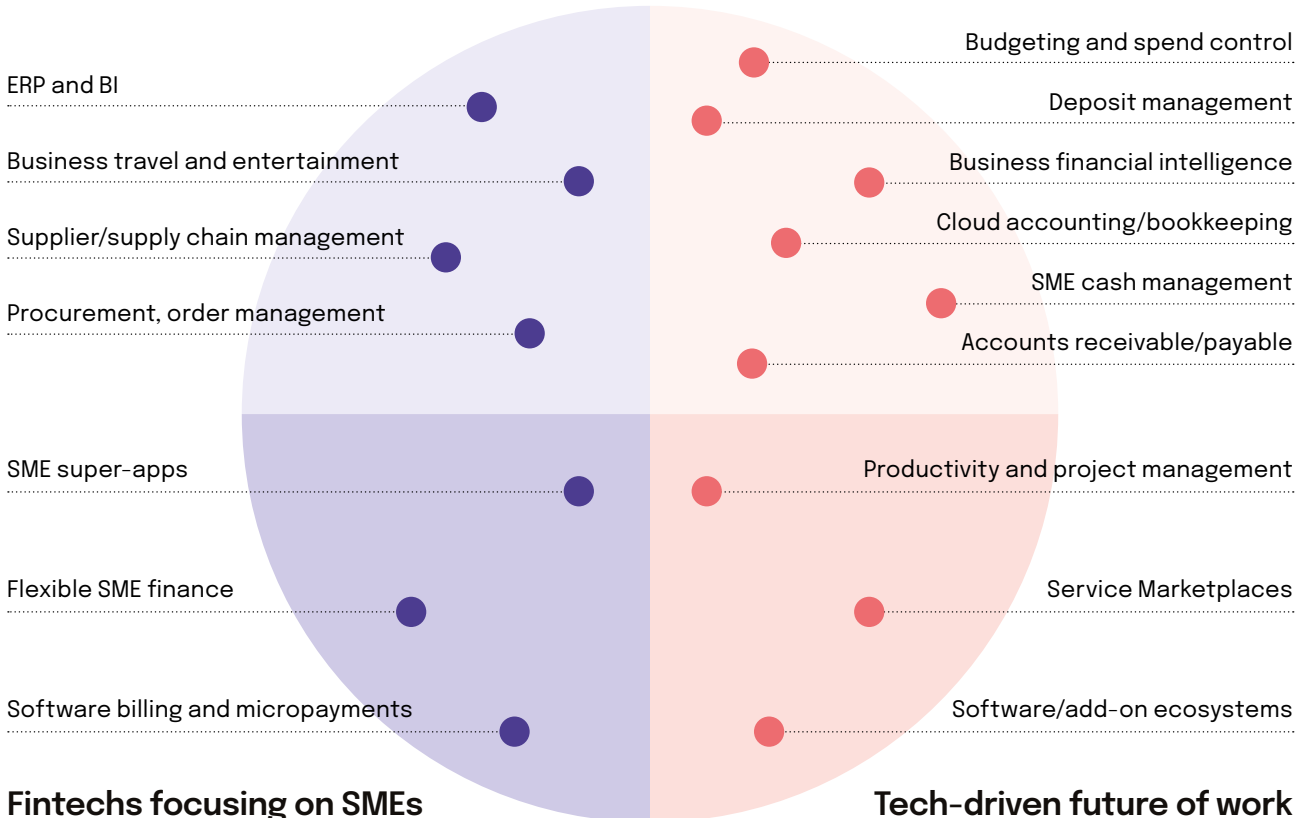 ERP and BI
Business travel and entertainment
Supplier/supply chain management
Procurement, order management
SME super-apps
Flexible SME finance
Software billing and micropayments
Fintechs focusing on SMEs
Budgeting and spend control
Deposit management
Business financial intelligence
Cloud accounting/bookkeeping
SME cash management
Accounts receivable/payable
Productivity and project management
Service Marketplaces
Software/add-on ecosystems
Tech-driven future of work